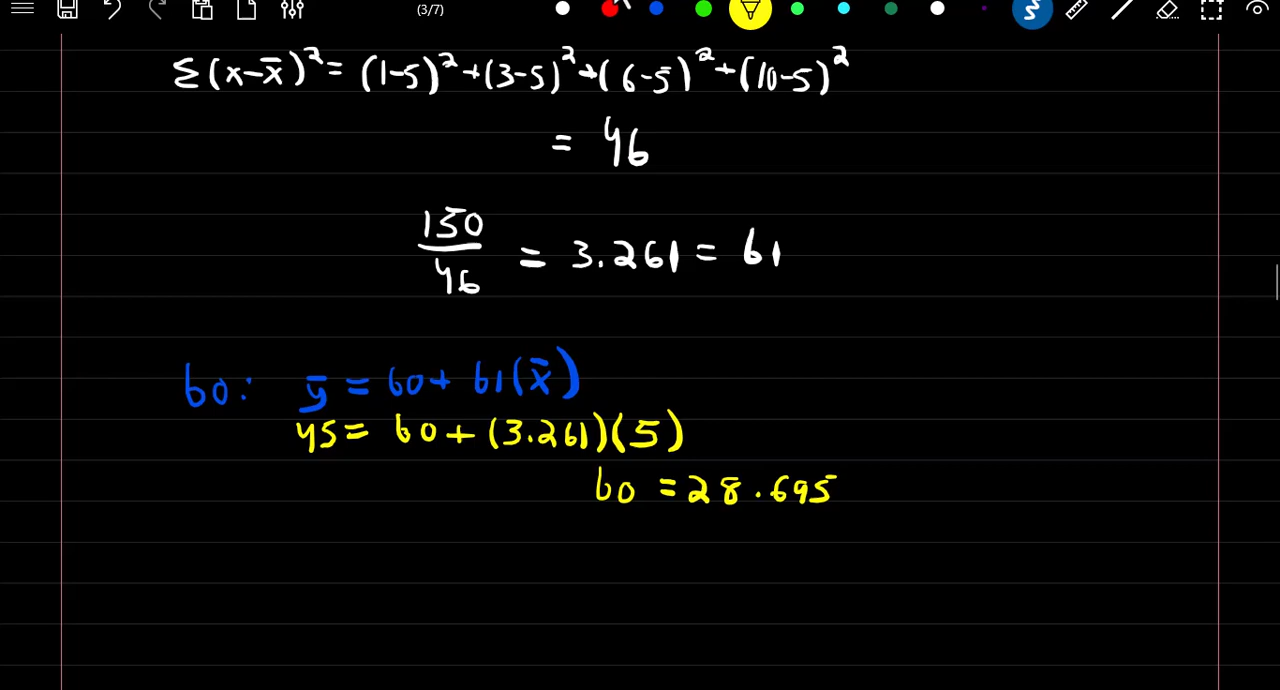 (3/7)
Σ(x-x̄)²= (1-5)²+(3-5)²+(6-5)²+(10-5)²
= 46
150/46 = 3.261 = b1
b0: ȳ = b0+ b1(x̄)
45= b0+(3.261)(5)
b0 =28.695